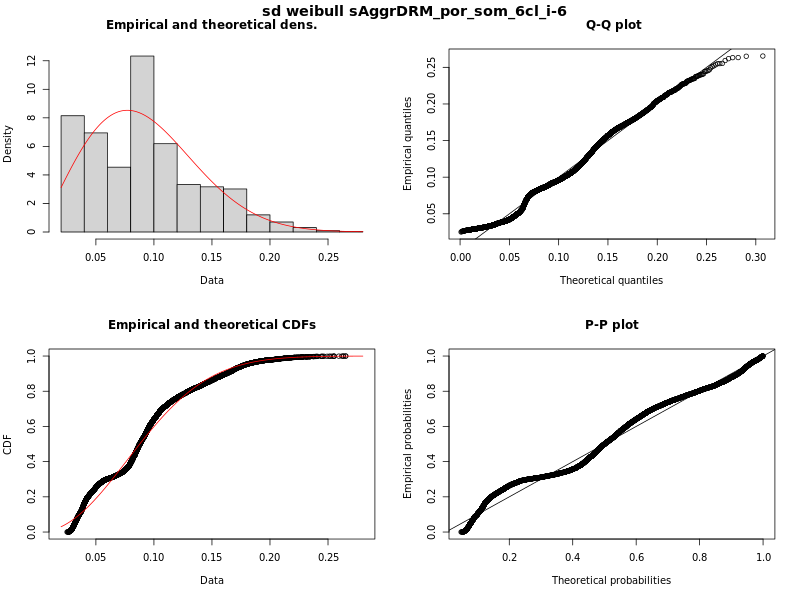 sd weibull sAggrDRM_por_som_6cl_i-6
Empirical and theoretical dens.
Density
0 2 4 6 8 10 12
0.05 0.10 0.15 0.20 0.25
Data
Q-Q plot
Empirical quantiles
0.05 0.10 0.15 0.20 0.25
0.00 0.05 0.10 0.15 0.20 0.25 0.30
Theoretical quantiles
Empirical and theoretical CDFs
CDF
0.0 0.2 0.4 0.6 0.8 1.0
0.05 0.10 0.15 0.20 0.25
Data
P-P plot
Empirical probabilities
0.0 0.2 0.4 0.6 0.8 1.0
0.2 0.4 0.6 0.8 1.0
Theoretical probabilities